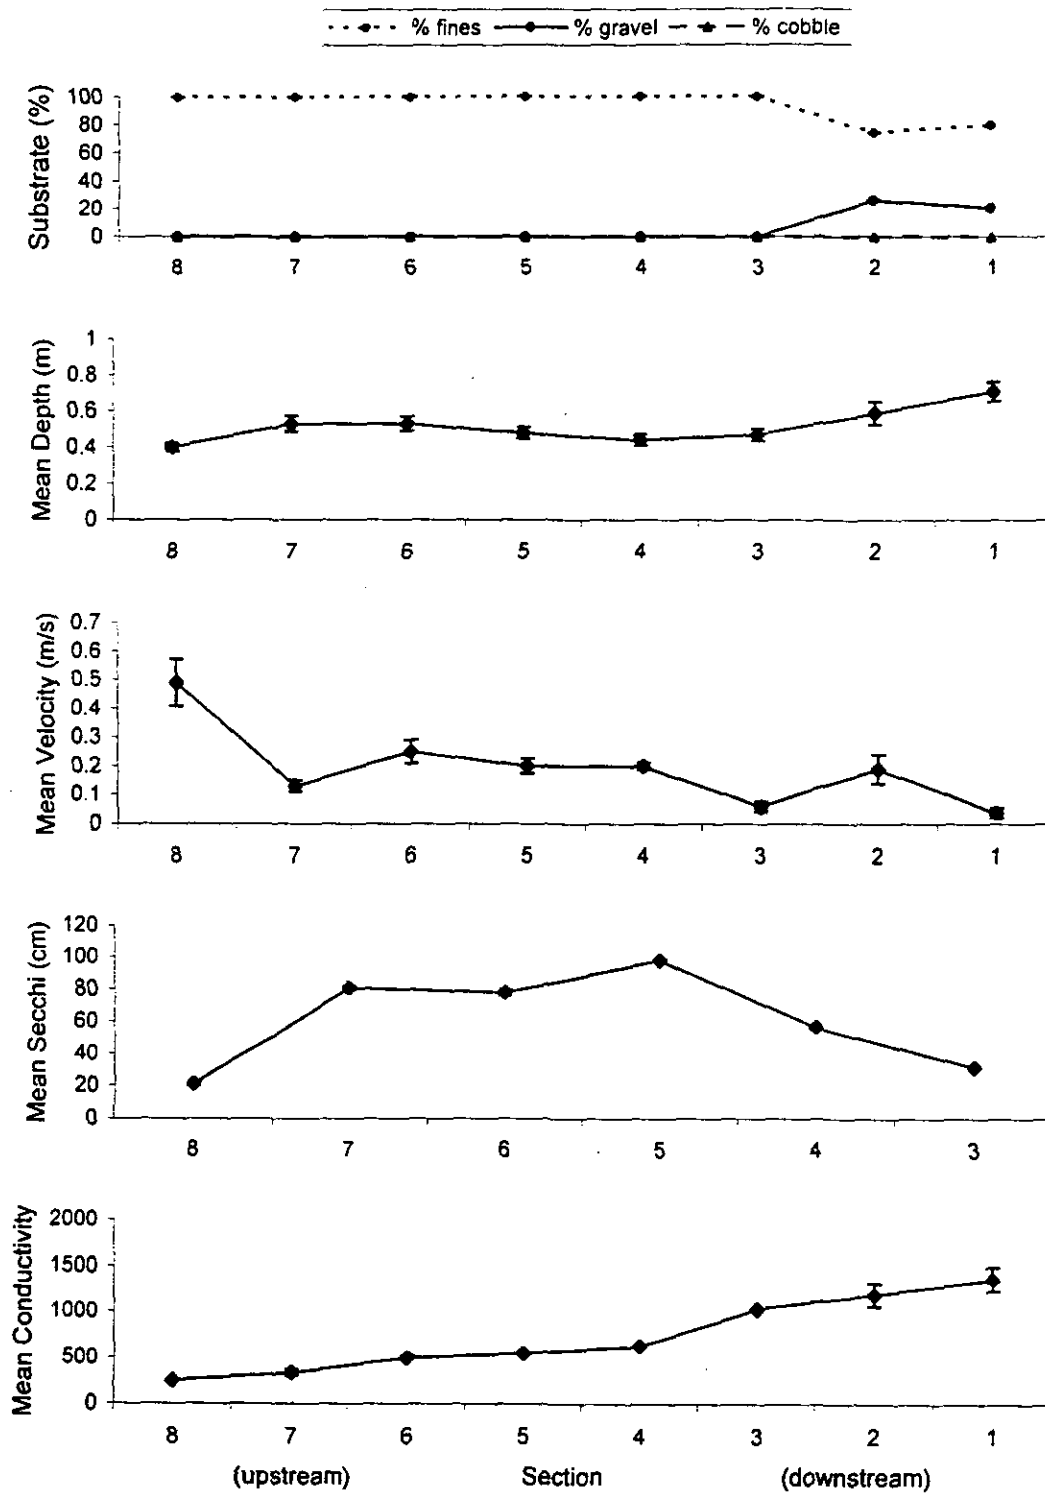 % fines % gravel % cobble
Substrate (%)
100
80
60
40
20
0
8 7 6 5 4 3 2 1
Mean Depth (m)
1
0.8
0.6
0.4
0.2
0
8 7 6 5 4 3 2 1
Mean Velocity (m/s)
0.7
0.6
0.5
0.4
0.3
0.2
0.1
0
8 7 6 5 4 3 2 1
Mean Secchi (cm)
120
100
80
60
40
20
0
8 7 6 5 4 3
Mean Conductivity
2000
1500
1000
500
0
8 7 6 5 4 3 2 1
(upstream) Section (downstream)